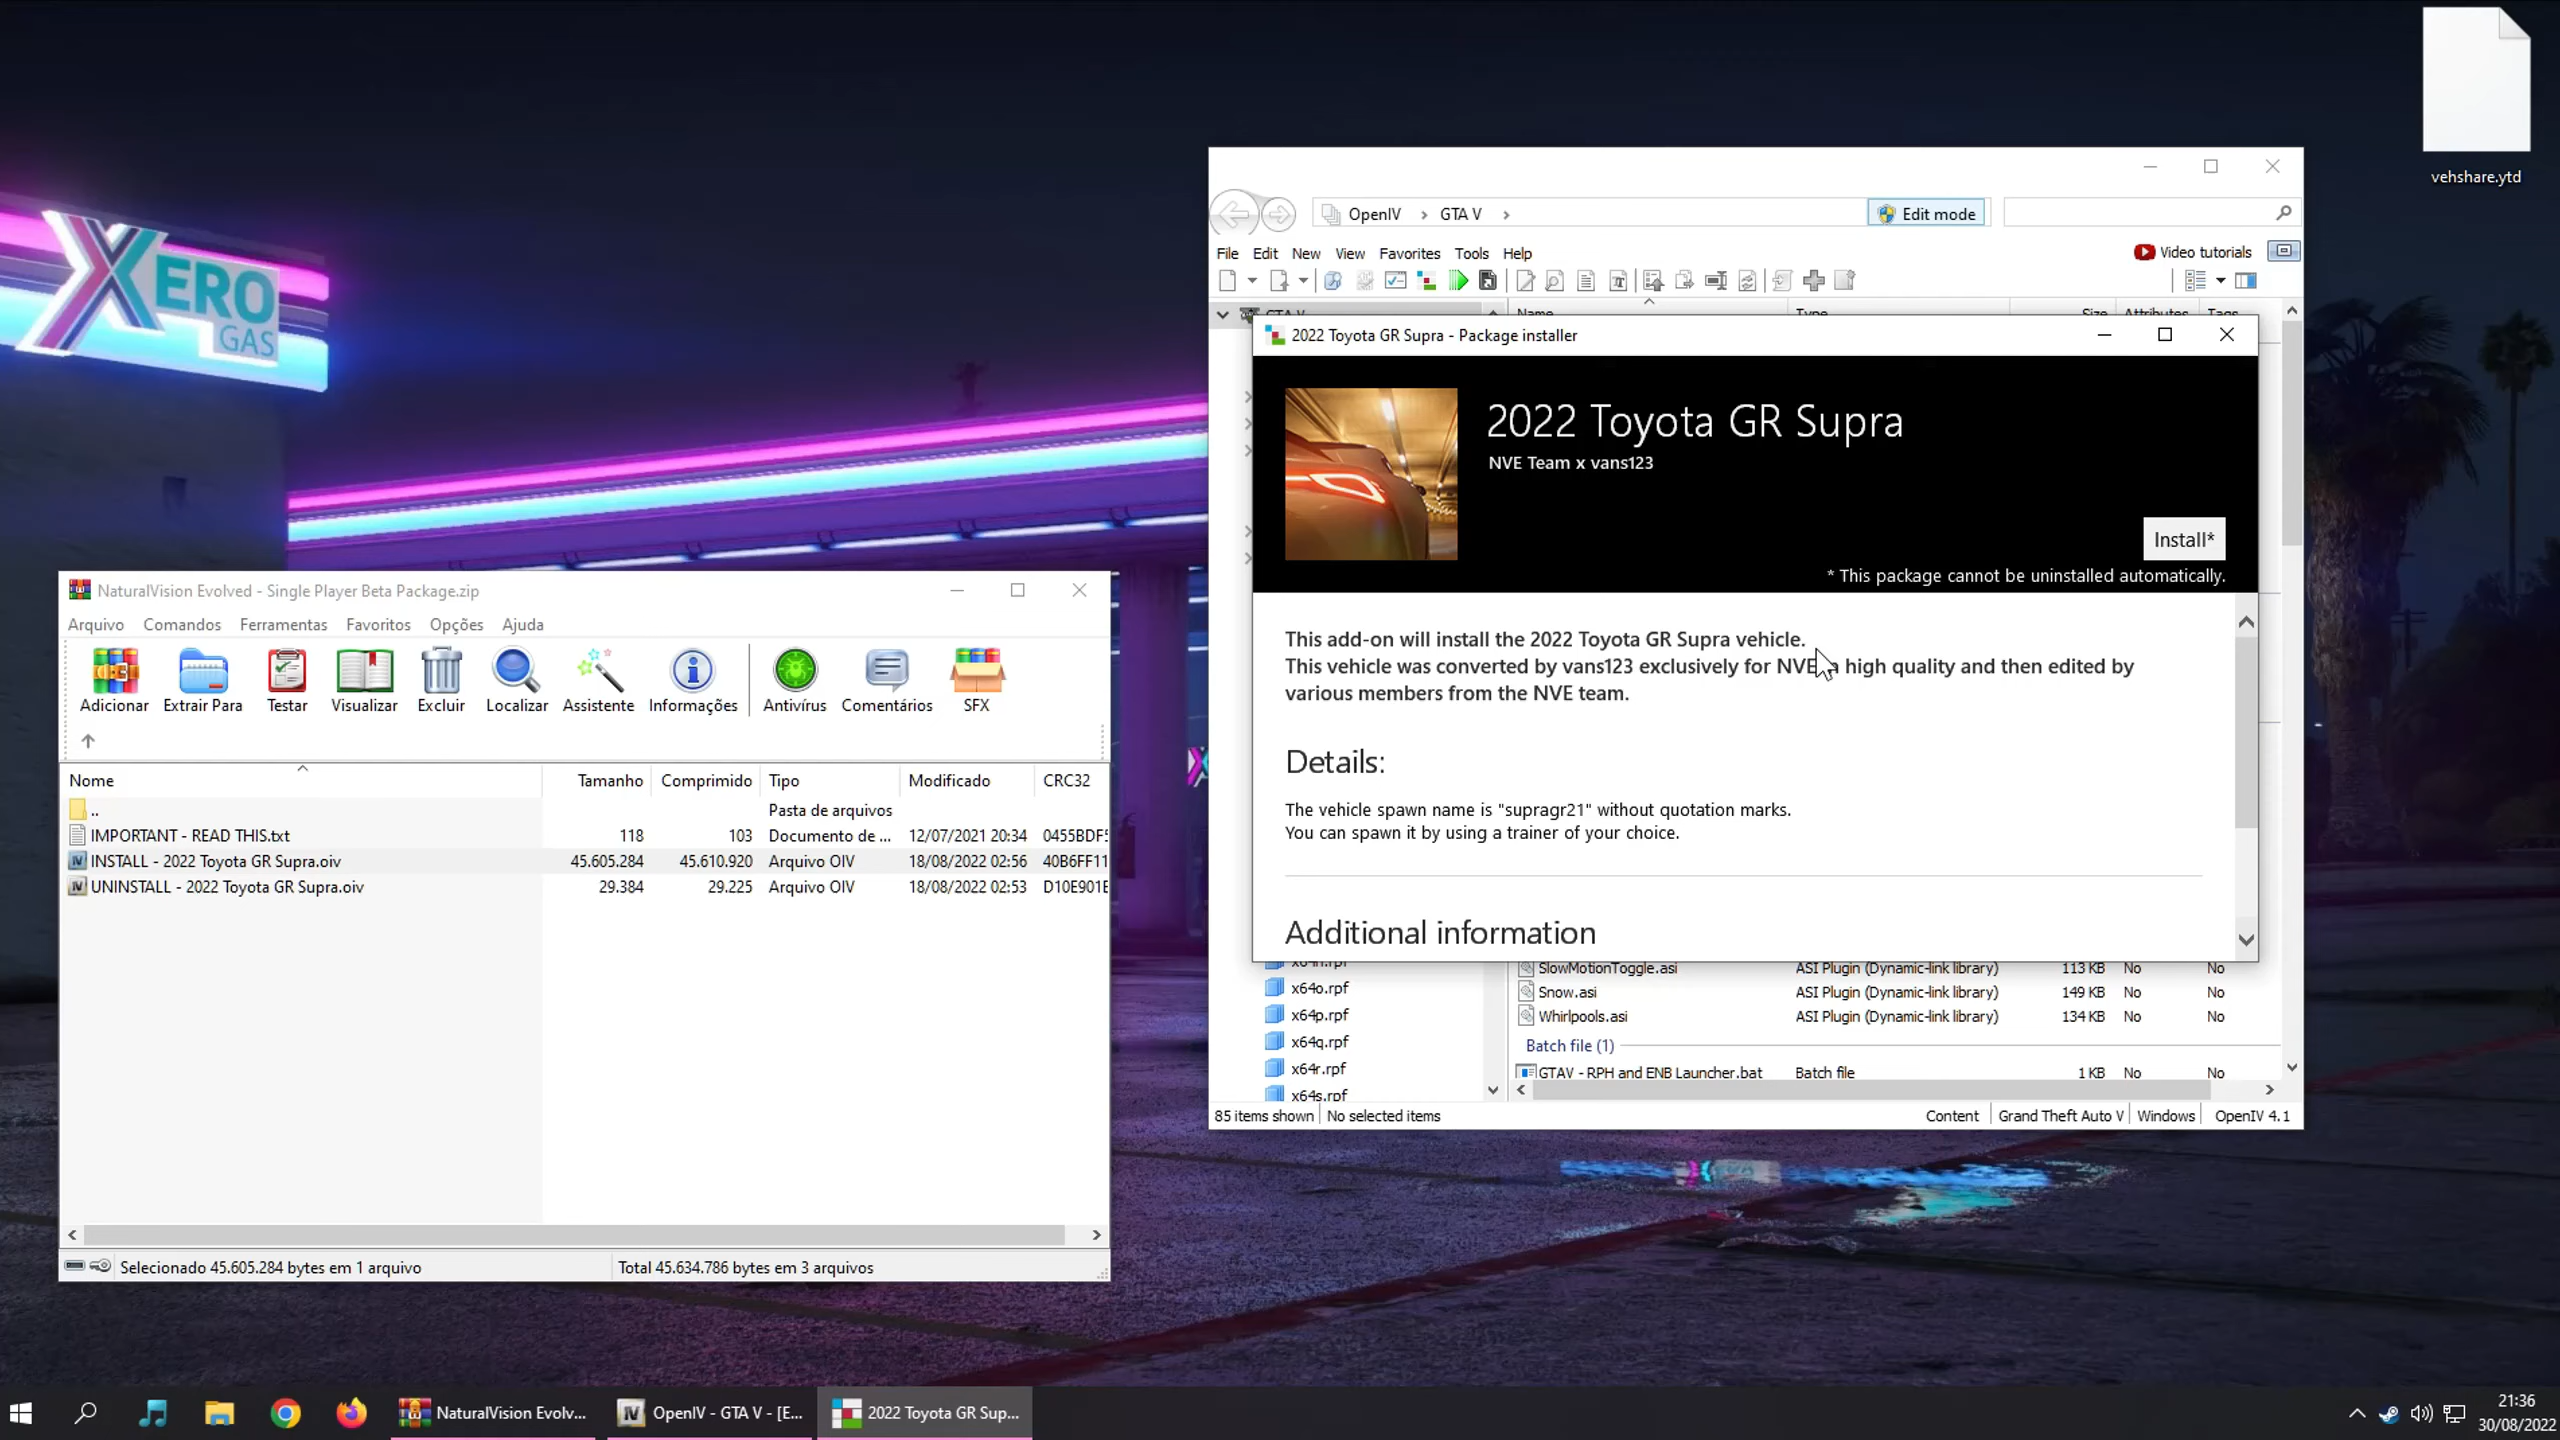 XERO
GAS
vehshare.ytd
OpenIV
GTA V
Edit mode
File Edit New View Favorites Tools Help
Video tutorials
Name Type Size Attributes Tags
GTA V
2022 Toyota GR Supra - Package installer
2022 Toyota GR Supra
NVE Team x vans123
Install*
* This package cannot be uninstalled automatically.
This add-on will install the 2022 Toyota GR Supra vehicle.
This vehicle was converted by vans123 exclusively for NVE high quality and then edited by
various members from the NVE team.
Details:
The vehicle spawn name is "supragr21" without quotation marks.
You can spawn it by using a trainer of your choice.
Additional information
x64o.rpf
x64p.rpf
x64q.rpf
x64r.rpf
x64s.rpf
SlowMotionToggle.asi ASI Plugin (Dynamic-link library) 113 KB No No
Snow.asi ASI Plugin (Dynamic-link library) 149 KB No No
Whirlpools.asi ASI Plugin (Dynamic-link library) 134 KB No No
Batch file (1)
GTAV - RPH and ENB Launcher.bat Batch file 1 KB No No
85 items shown No selected items Content Grand Theft Auto V Windows OpenIV 4.1
NaturalVision Evolved - Single Player Beta Package.zip
Arquivo Comandos Ferramentas Favoritos Opções Ajuda
Adicionar Extrair Para Testar Visualizar Excluir Localizar Assistente Informações Antivírus Comentários SFX
Nome Tamanho Comprimido Tipo Modificado CRC32
.. Pasta de arquivos
IMPORTANT - READ THIS.txt 118 103 Documento de ... 12/07/2021 20:34 0455BDF5
INSTALL - 2022 Toyota GR Supra.oiv 45.605.284 45.610.920 Arquivo OIV 18/08/2022 02:56 40B6FF11
UNINSTALL - 2022 Toyota GR Supra.oiv 29.384 29.225 Arquivo OIV 18/08/2022 02:53 D10E901E
Selecionado 45.605.284 bytes em 1 arquivo Total 45.634.786 bytes em 3 arquivos
NaturalVision Evolv... OpenIV - GTA V - [E... 2022 Toyota GR Sup...
21:36
30/08/2022